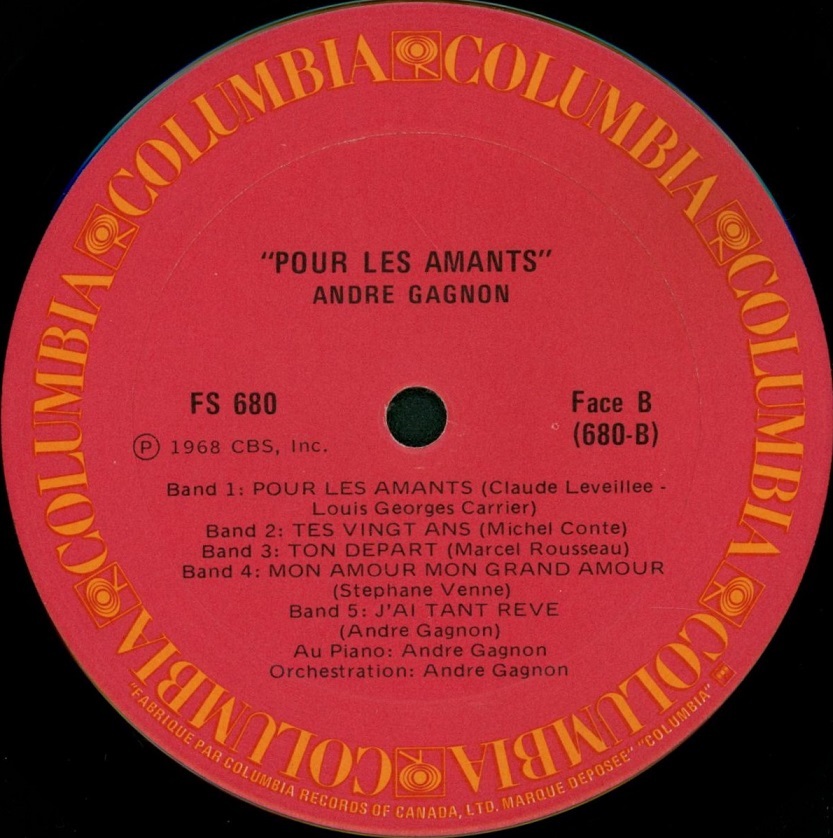 COLUMBIA COLUMBIA COLUMBIA COLUMBIA COLUMBIA COLUMBIA
"POUR LES AMANTS"
ANDRE GAGNON
FS 680
Face B
(680-B)
Ⓟ 1968 CBS, Inc.
Band 1: POUR LES AMANTS (Claude Leveillee -
Louis Georges Carrier)
Band 2: TES VINGT ANS (Michel Conte)
Band 3: TON DEPART (Marcel Rousseau)
Band 4: MON AMOUR MON GRAND AMOUR
(Stephane Venne)
Band 5: J'AI TANT REVE
(Andre Gagnon)
Au Piano: Andre Gagnon
Orchestration: Andre Gagnon
"FABRIQUE PAR COLUMBIA RECORDS OF CANADA, LTD. MARQUE DEPOSEE" "COLUMBIA"